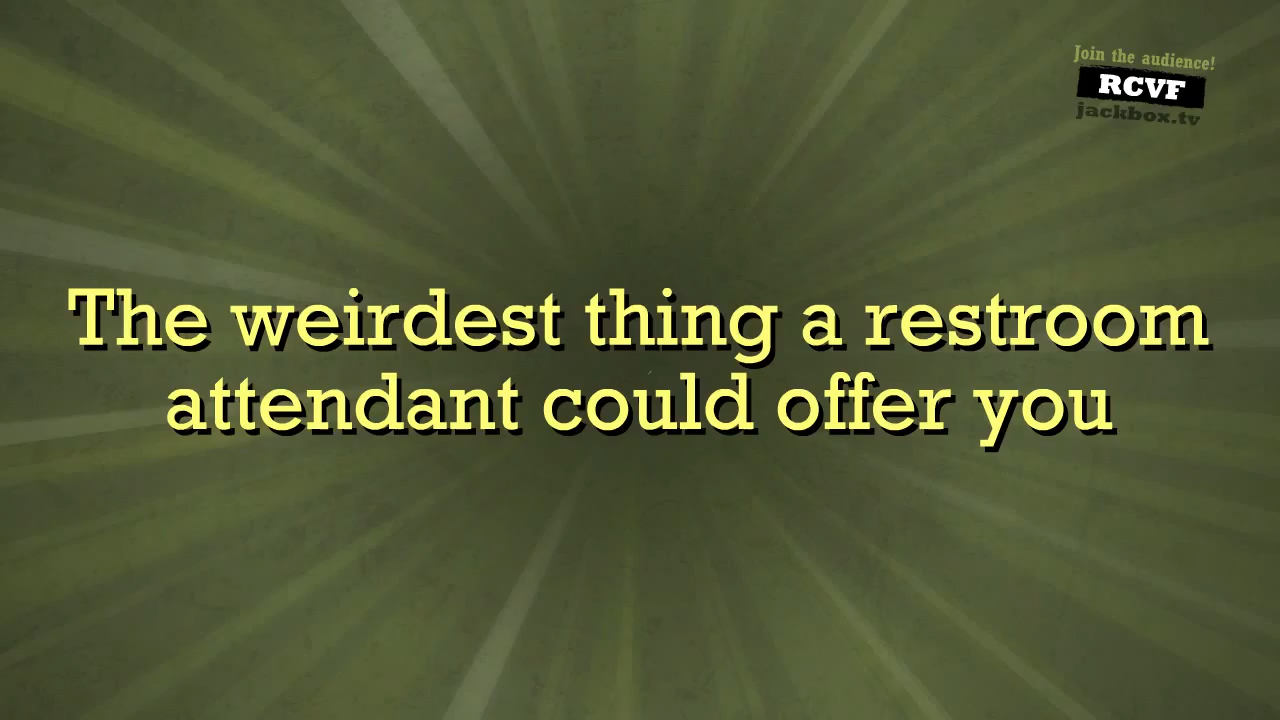 Join the audience!
RCVF
jackbox.tv
The weirdest thing a restroom
attendant could offer you